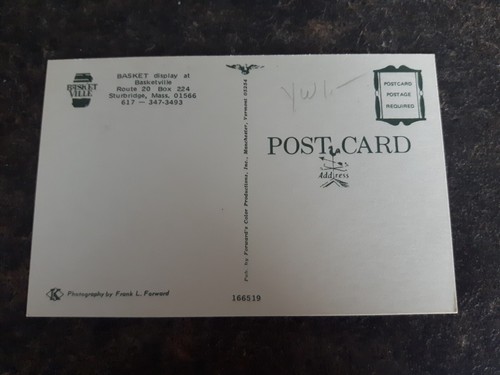 BASKET
VILLE
BASKET display at
Basketville
Route 20 Box 224
Sturbridge, Mass. 01566
617 — 347-3493
Pub. by Forward's Color Productions, Inc., Manchester, Vermont 05254
POSTCARD
POSTAGE
REQUIRED
POST CARD
Address
K
Photography by Frank L. Forward
166519